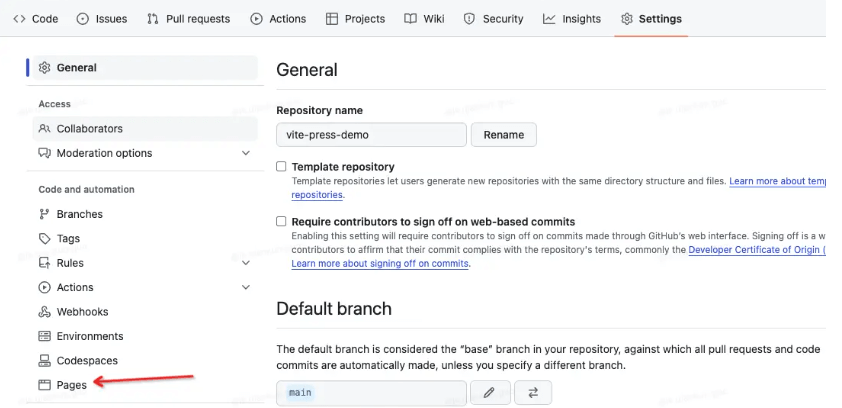 Code Issues Pull requests Actions Projects Wiki Security Insights Settings
General
Access
Collaborators
Moderation options
Code and automation
Branches
Tags
Rules
Actions
Webhooks
Environments
Codespaces
Pages
General
Repository name
vite-press-demo Rename
Template repository
Template repositories let users generate new repositories with the same directory structure and files. Learn more about
repositories.
Require contributors to sign off on web-based commits
Enabling this setting will require contributors to sign off on commits made through GitHub's web interface. Signing off is a
contributors to affirm that their commit complies with the repository's terms, commonly the Developer Certificate of Origin (
Learn more about signing off on commits.
Default branch
The default branch is considered the "base" branch in your repository, against which all pull requests and code
commits are automatically made, unless you specify a different branch.
main